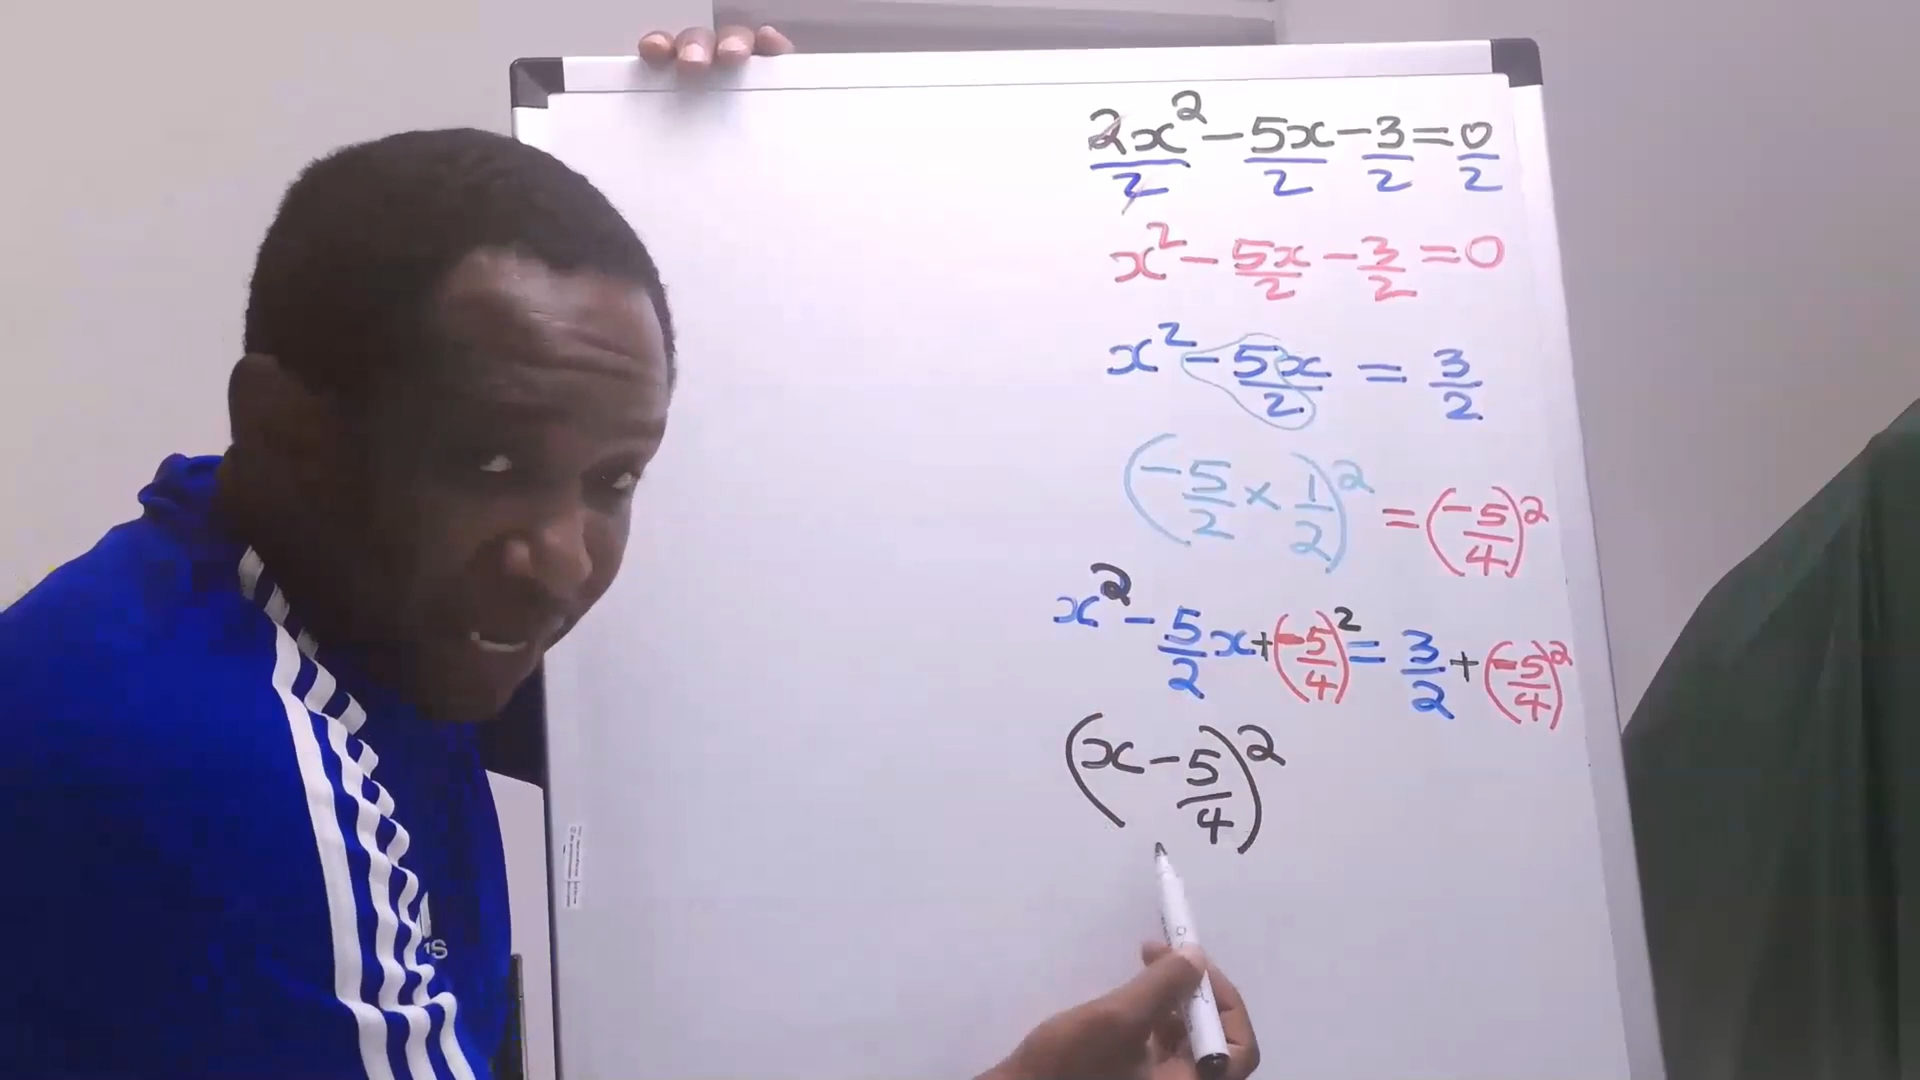 2x² - 5x - 3 = 0
2 2 2 2
x² - 5x/2 - 3/2 = 0
x² - 5x/2 = 3/2
(-5/2 × 1/2)² = (-5/4)²
x² - 5/2 x + (-5/4)² = 3/2 + (-5/4)²
(x - 5/4)²